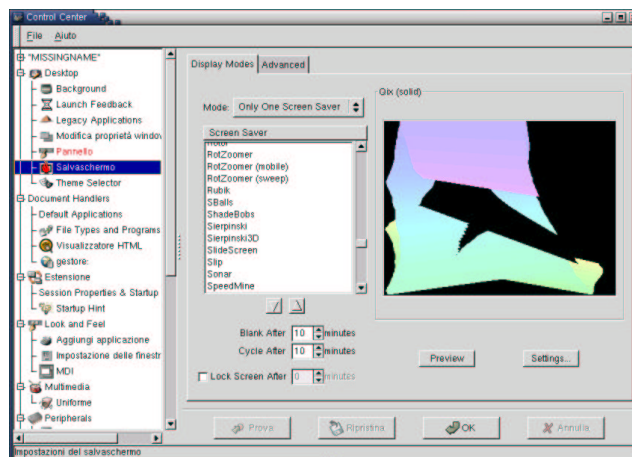 Control Center
File Aiuto
"MISSINGNAME"
Desktop
Background
Launch Feedback
Legacy Applications
Modifica proprietà windov
Pannello
Salvaschermo
Theme Selector
Document Handlers
Default Applications
File Types and Programs
Visualizzatore HTML
gestore:
Estensione
Session Properties & Startup
Startup Hint
Look and Feel
Aggiungi applicazione
Impostazione delle finestr
MDI
Multimedia
Uniforme
Peripherals
Display Modes Advanced
Mode: Only One Screen Saver
Screen Saver
Rotor
RotZoomer
RotZoomer (mobile)
RotZoomer (sweep)
Rubik
SBalls
ShadeBobs
Sierpinski
Sierpinski3D
SlideScreen
Slip
Sonar
SpeedMine
Blank After 10 minutes
Cycle After 10 minutes
Lock Screen After 0 minutes
Qix (solid)
Preview Settings...
Prova Ripristina OK Annulla
Impostazioni del salvaschermo